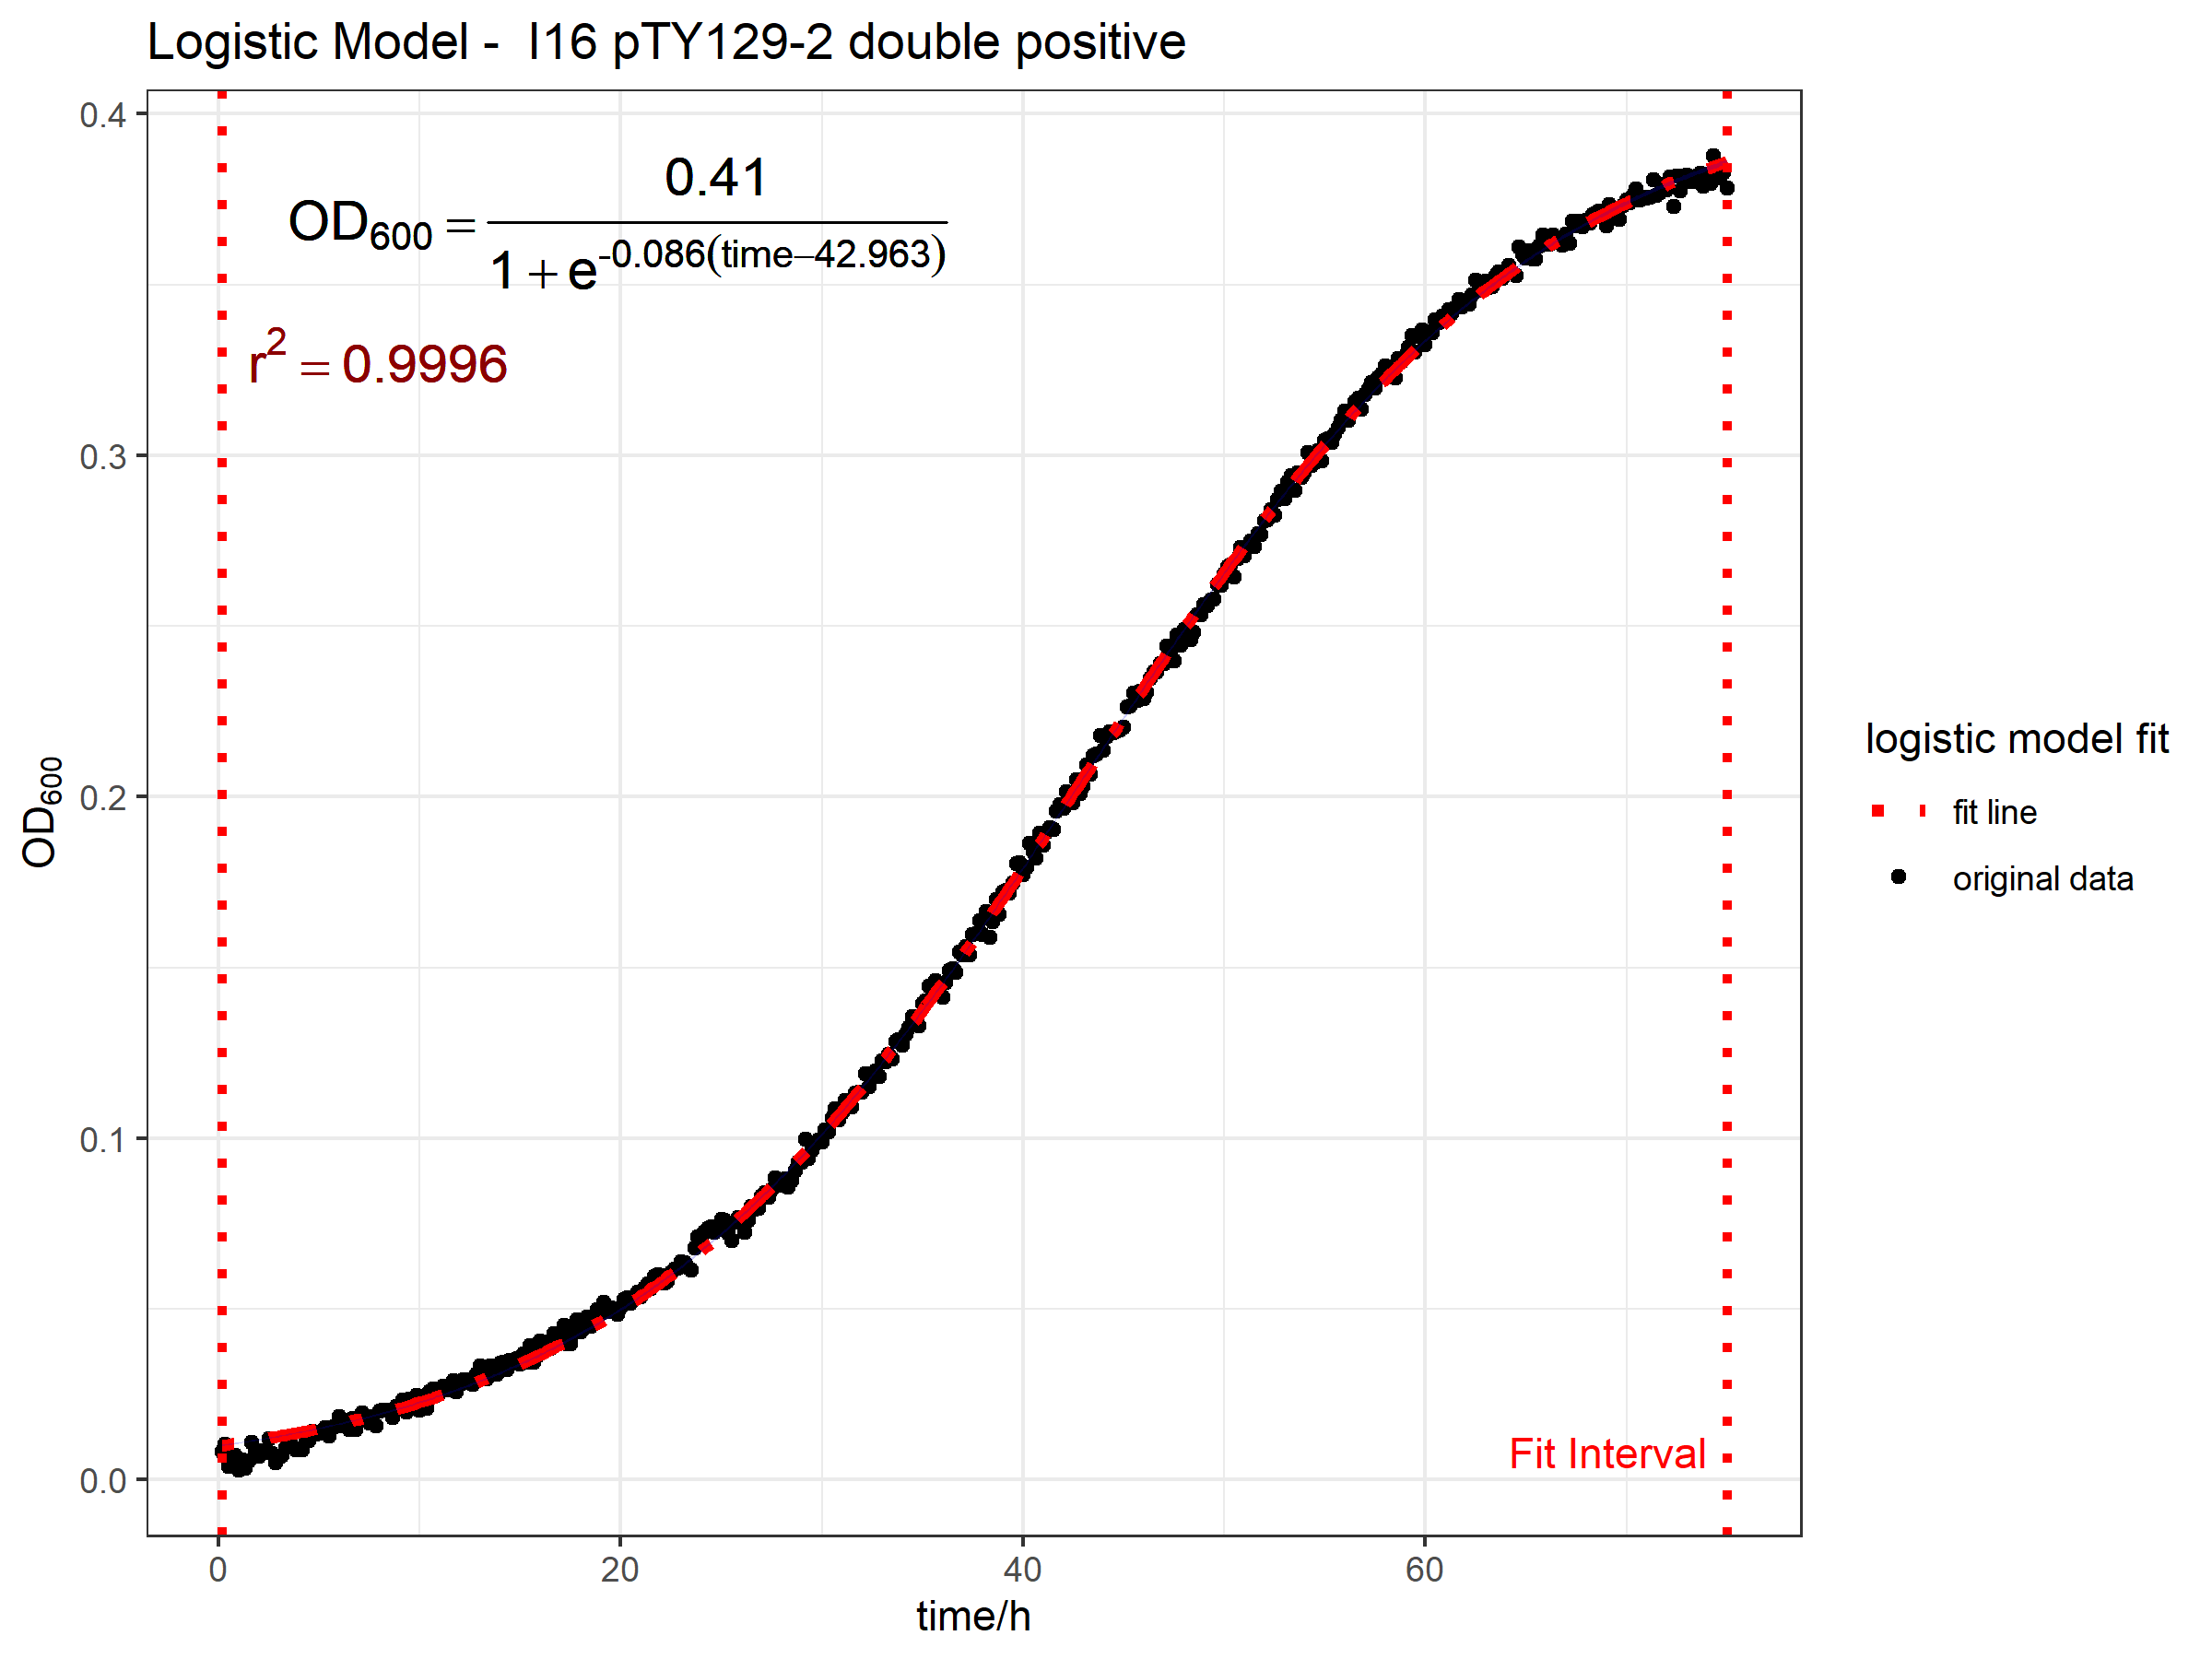 Logistic Model -  I16 pTY129-2 double positive
0.4
0.3
0.2
0.1
0.0
OD600
OD600 = 0.41
1 + e-0.086(time−42.963)
r2 = 0.9996
Fit Interval
0 20 40 60
time/h
logistic model fit
fit line
original data